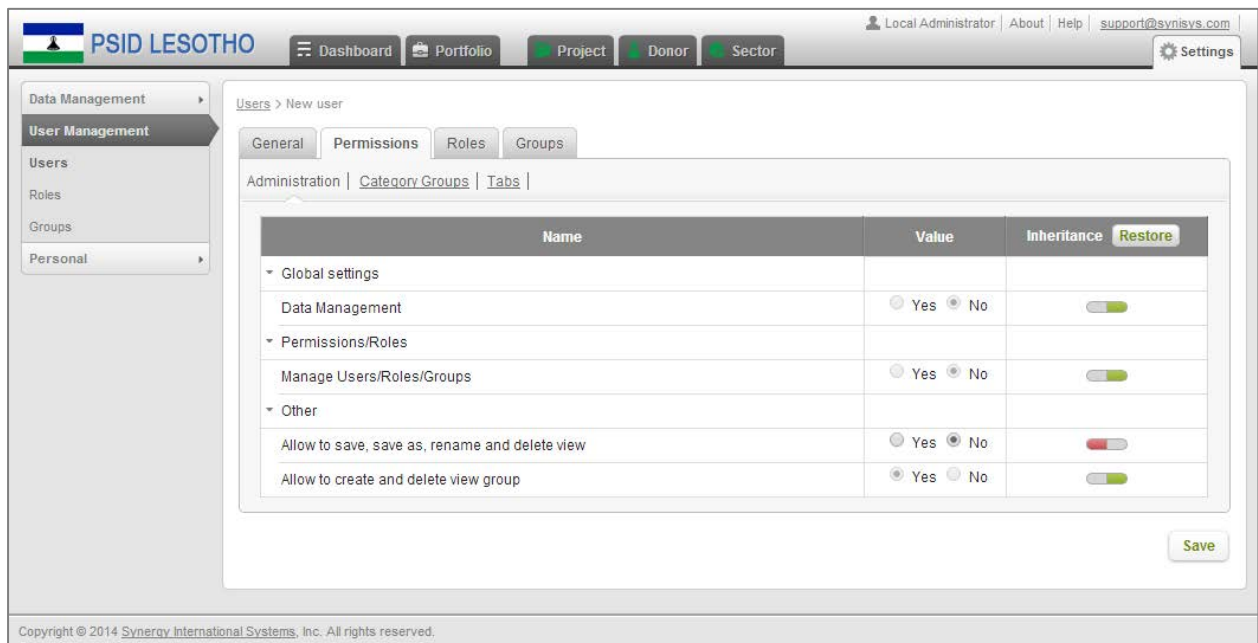 Local Administrator | About | Help | support@synisys.com
PSID LESOTHO
Dashboard Portfolio Project Donor Sector
Settings
Data Management
User Management
Users
Roles
Groups
Personal
Users > New user
General Permissions Roles Groups
Administration | Category Groups | Tabs |
Name Value Inheritance Restore
Global settings
Data Management Yes No
Permissions/Roles
Manage Users/Roles/Groups Yes No
Other
Allow to save, save as, rename and delete view Yes No
Allow to create and delete view group Yes No
Save
Copyright © 2014 Synergy International Systems, Inc. All rights reserved.